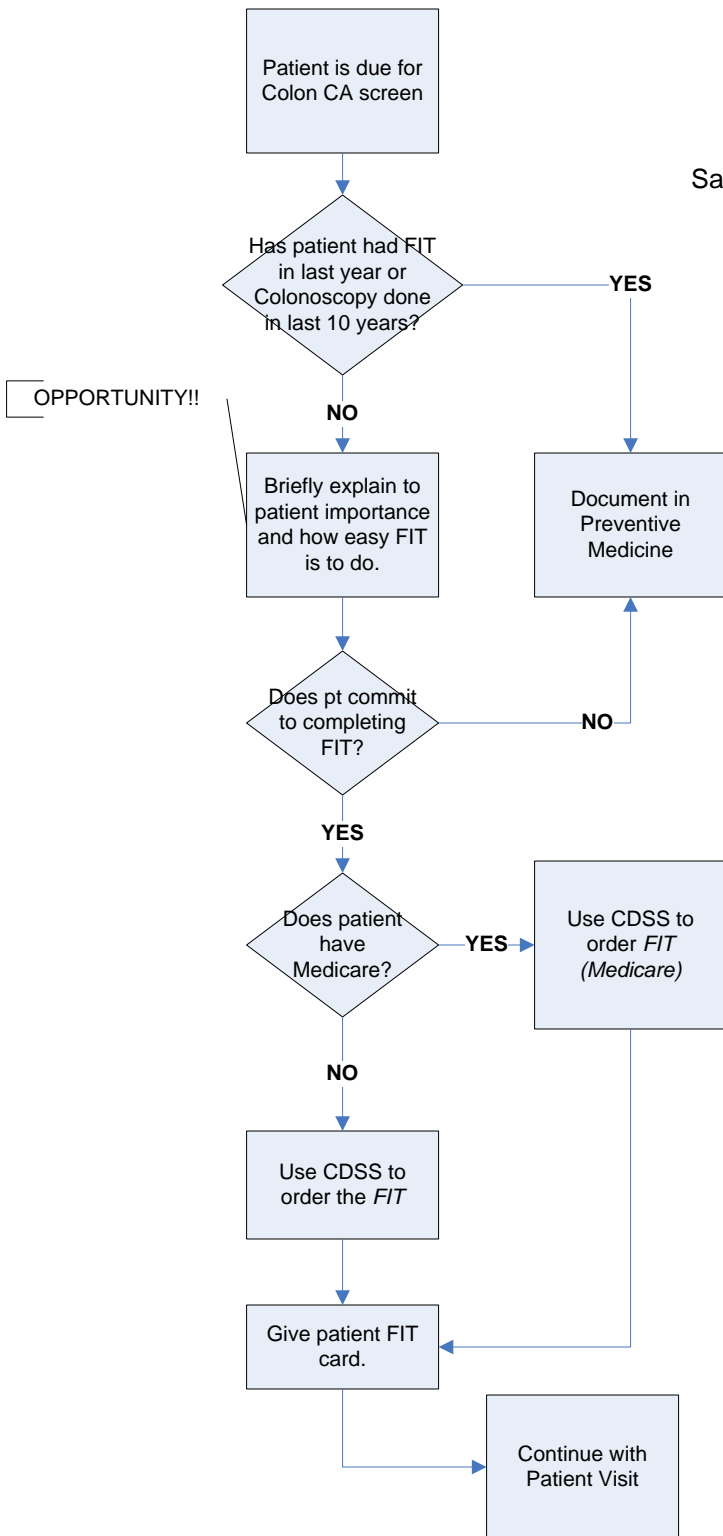 Patient is due for
Colon CA screen
Sa
Has patient had FIT
in last year or
Colonoscopy done
in last 10 years?
YES
OPPORTUNITY!!
NO
Briefly explain to
patient importance
and how easy FIT
is to do.
Document in
Preventive
Medicine
Does pt commit
to completing
FIT?
NO
YES
Does patient
have
Medicare?
YES
Use CDSS to
order FIT
(Medicare)
NO
Use CDSS to
order the FIT
Give patient FIT
card.
Continue with
Patient Visit